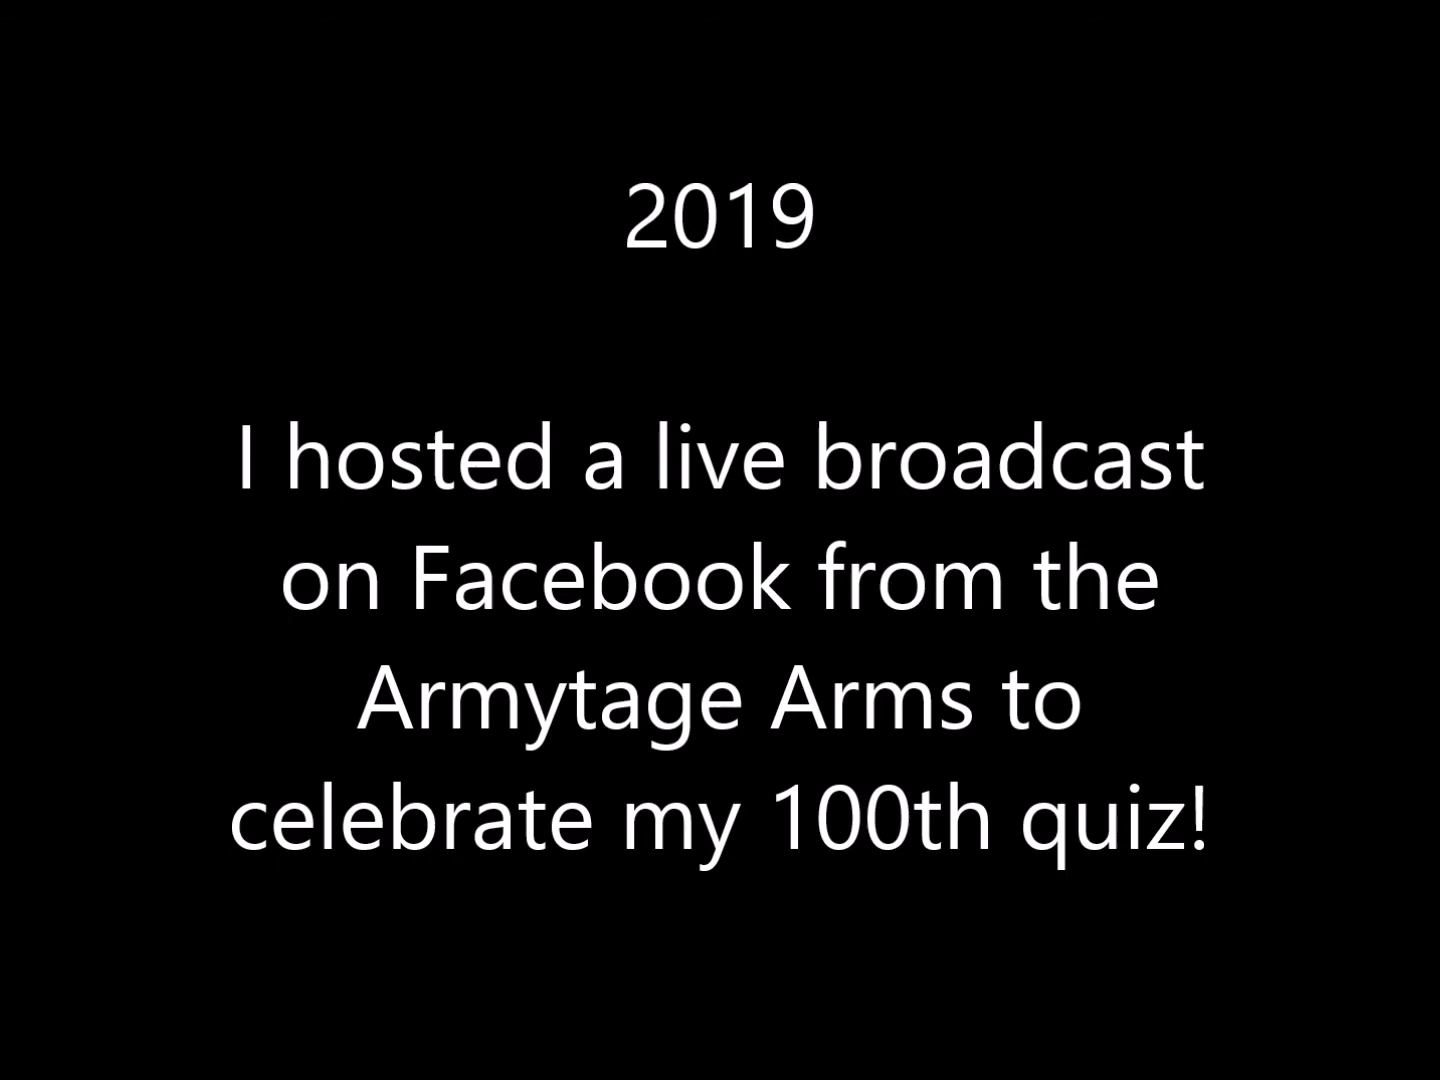 2019
I hosted a live broadcast
on Facebook from the
Armytage Arms to
celebrate my 100th quiz!